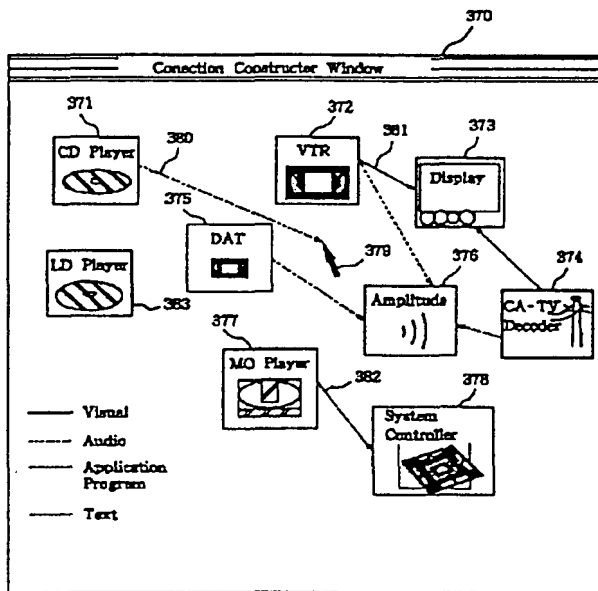 370
Conection Constructer Window
371
CD Player
380
372
VTR
381
373
Display
375
DAT
379
376
Amplitude
374
CA-TV
Decoder
LD Player
383
377
MO Player
382
378
System
Controller
Visual
Audio
Application
Program
Text